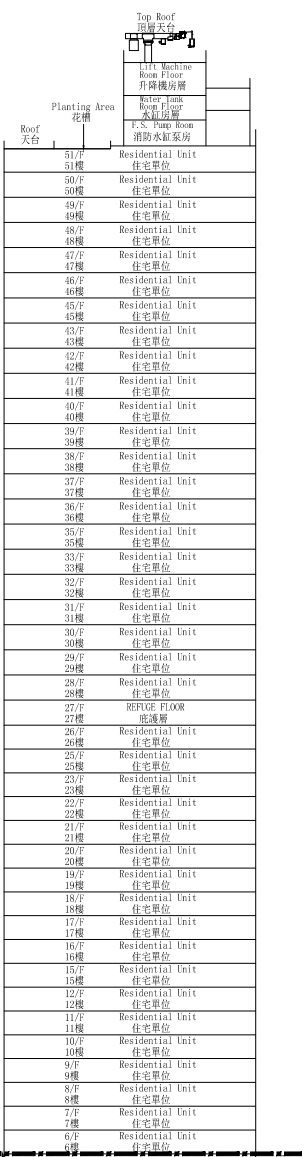 Top Roof
頂層天台
Lift Machine
Room Floor
升降機房層
Water Tank
Room Floor
水缸房層
Planting Area
花槽
F.S. Pump Room
消防水缸泵房
Roof
天台
51/F Residential Unit
51樓 住宅單位
50/F Residential Unit
50樓 住宅單位
49/F Residential Unit
49樓 住宅單位
48/F Residential Unit
48樓 住宅單位
47/F Residential Unit
47樓 住宅單位
46/F Residential Unit
46樓 住宅單位
45/F Residential Unit
45樓 住宅單位
43/F Residential Unit
43樓 住宅單位
42/F Residential Unit
42樓 住宅單位
41/F Residential Unit
41樓 住宅單位
40/F Residential Unit
40樓 住宅單位
39/F Residential Unit
39樓 住宅單位
38/F Residential Unit
38樓 住宅單位
37/F Residential Unit
37樓 住宅單位
36/F Residential Unit
36樓 住宅單位
35/F Residential Unit
35樓 住宅單位
33/F Residential Unit
33樓 住宅單位
32/F Residential Unit
32樓 住宅單位
31/F Residential Unit
31樓 住宅單位
30/F Residential Unit
30樓 住宅單位
29/F Residential Unit
29樓 住宅單位
28/F Residential Unit
28樓 住宅單位
27/F REFUGE FLOOR
27樓 庇護層
26/F Residential Unit
26樓 住宅單位
25/F Residential Unit
25樓 住宅單位
23/F Residential Unit
23樓 住宅單位
22/F Residential Unit
22樓 住宅單位
21/F Residential Unit
21樓 住宅單位
20/F Residential Unit
20樓 住宅單位
19/F Residential Unit
19樓 住宅單位
18/F Residential Unit
18樓 住宅單位
17/F Residential Unit
17樓 住宅單位
16/F Residential Unit
16樓 住宅單位
15/F Residential Unit
15樓 住宅單位
12/F Residential Unit
12樓 住宅單位
11/F Residential Unit
11樓 住宅單位
10/F Residential Unit
10樓 住宅單位
9/F Residential Unit
9樓 住宅單位
8/F Residential Unit
8樓 住宅單位
7/F Residential Unit
7樓 住宅單位
6/F Residential Unit
6樓 住宅單位